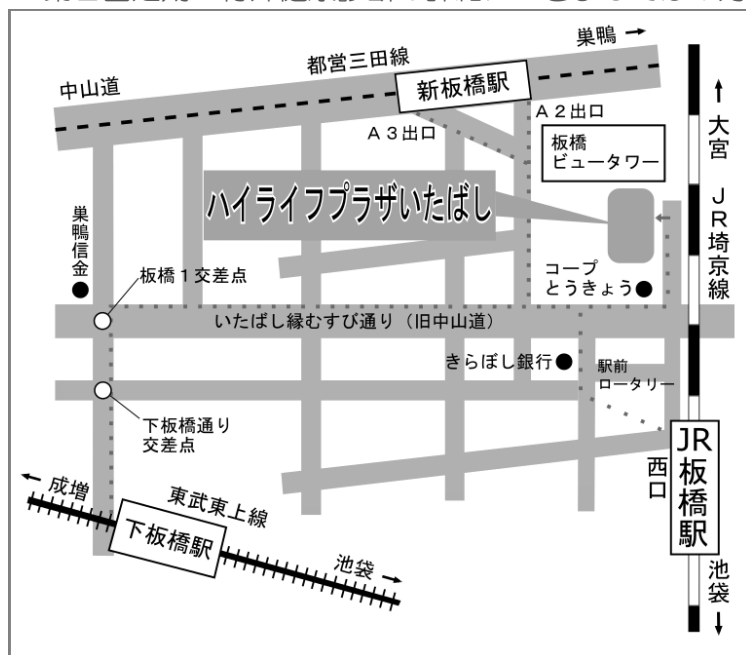 巣鴨 →
都営三田線
中山道
新板橋駅
A3出口
A2出口
板橋
ビュータワー
← 大宮
JR埼京線
ハイライフプラザいたばし
巣鴨信金
板橋1交差点
コープ
とうきょう
いたばし縁むすび通り(旧中山道)
きらぼし銀行
駅前
ロータリー
下板橋通り
交差点
JR板橋駅
西口
← 成増
東武東上線
下板橋駅
池袋 →
池袋 →